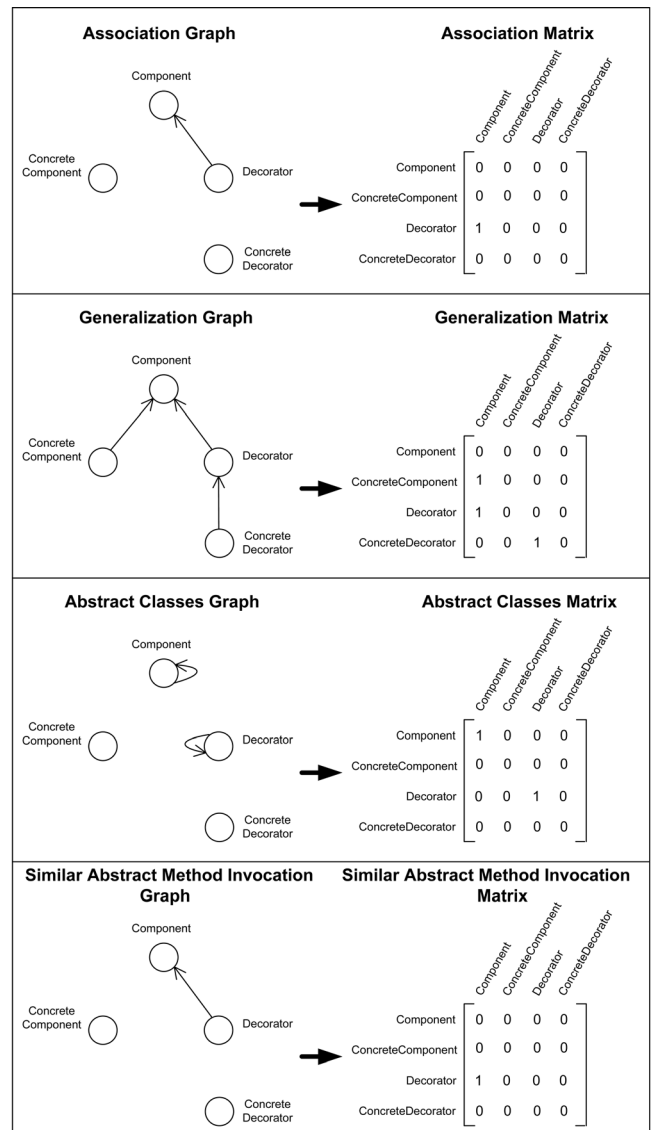 Association Graph
Component
Concrete
Component
Decorator
Concrete
Decorator
Association Matrix
Component
ConcreteComponent
Decorator
ConcreteDecorator
Component 0 0 0 0
ConcreteComponent 0 0 0 0
Decorator 1 0 0 0
ConcreteDecorator 0 0 0 0
Generalization Graph
Component
Concrete
Component
Decorator
Concrete
Decorator
Generalization Matrix
Component
ConcreteComponent
Decorator
ConcreteDecorator
Component 0 0 0 0
ConcreteComponent 1 0 0 0
Decorator 1 0 0 0
ConcreteDecorator 0 0 1 0
Abstract Classes Graph
Component
Concrete
Component
Decorator
Concrete
Decorator
Abstract Classes Matrix
Component
ConcreteComponent
Decorator
ConcreteDecorator
Component 1 0 0 0
ConcreteComponent 0 0 0 0
Decorator 0 0 1 0
ConcreteDecorator 0 0 0 0
Similar Abstract Method Invocation
Graph
Component
Concrete
Component
Decorator
Concrete
Decorator
Similar Abstract Method Invocation
Matrix
Component
ConcreteComponent
Decorator
ConcreteDecorator
Component 0 0 0 0
ConcreteComponent 0 0 0 0
Decorator 1 0 0 0
ConcreteDecorator 0 0 0 0